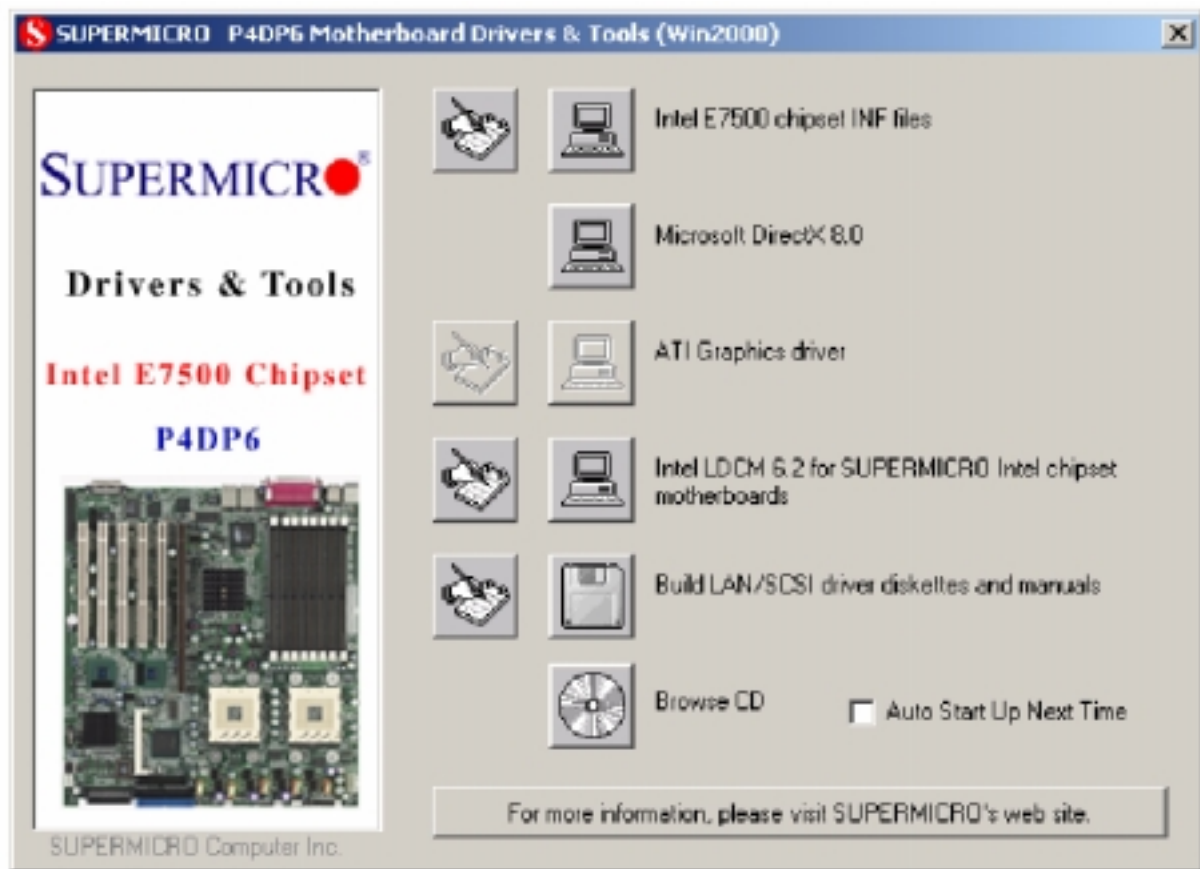 SUPERMICRO P4DP6 Motherboard Drivers & Tools (Win2000)
SUPERMICRO®
Drivers & Tools
Intel E7500 Chipset
P4DP6
SUPERMICRO Computer Inc.
Intel E7500 chipset INF files
Microsoft DirectX 8.0
ATI Graphics driver
Intel LDCM 6.2 for SUPERMICRO Intel chipset
motherboards
Build LAN/SCSI driver diskettes and manuals
Browse CD
Auto Start Up Next Time
For more information, please visit SUPERMICRO's web site.